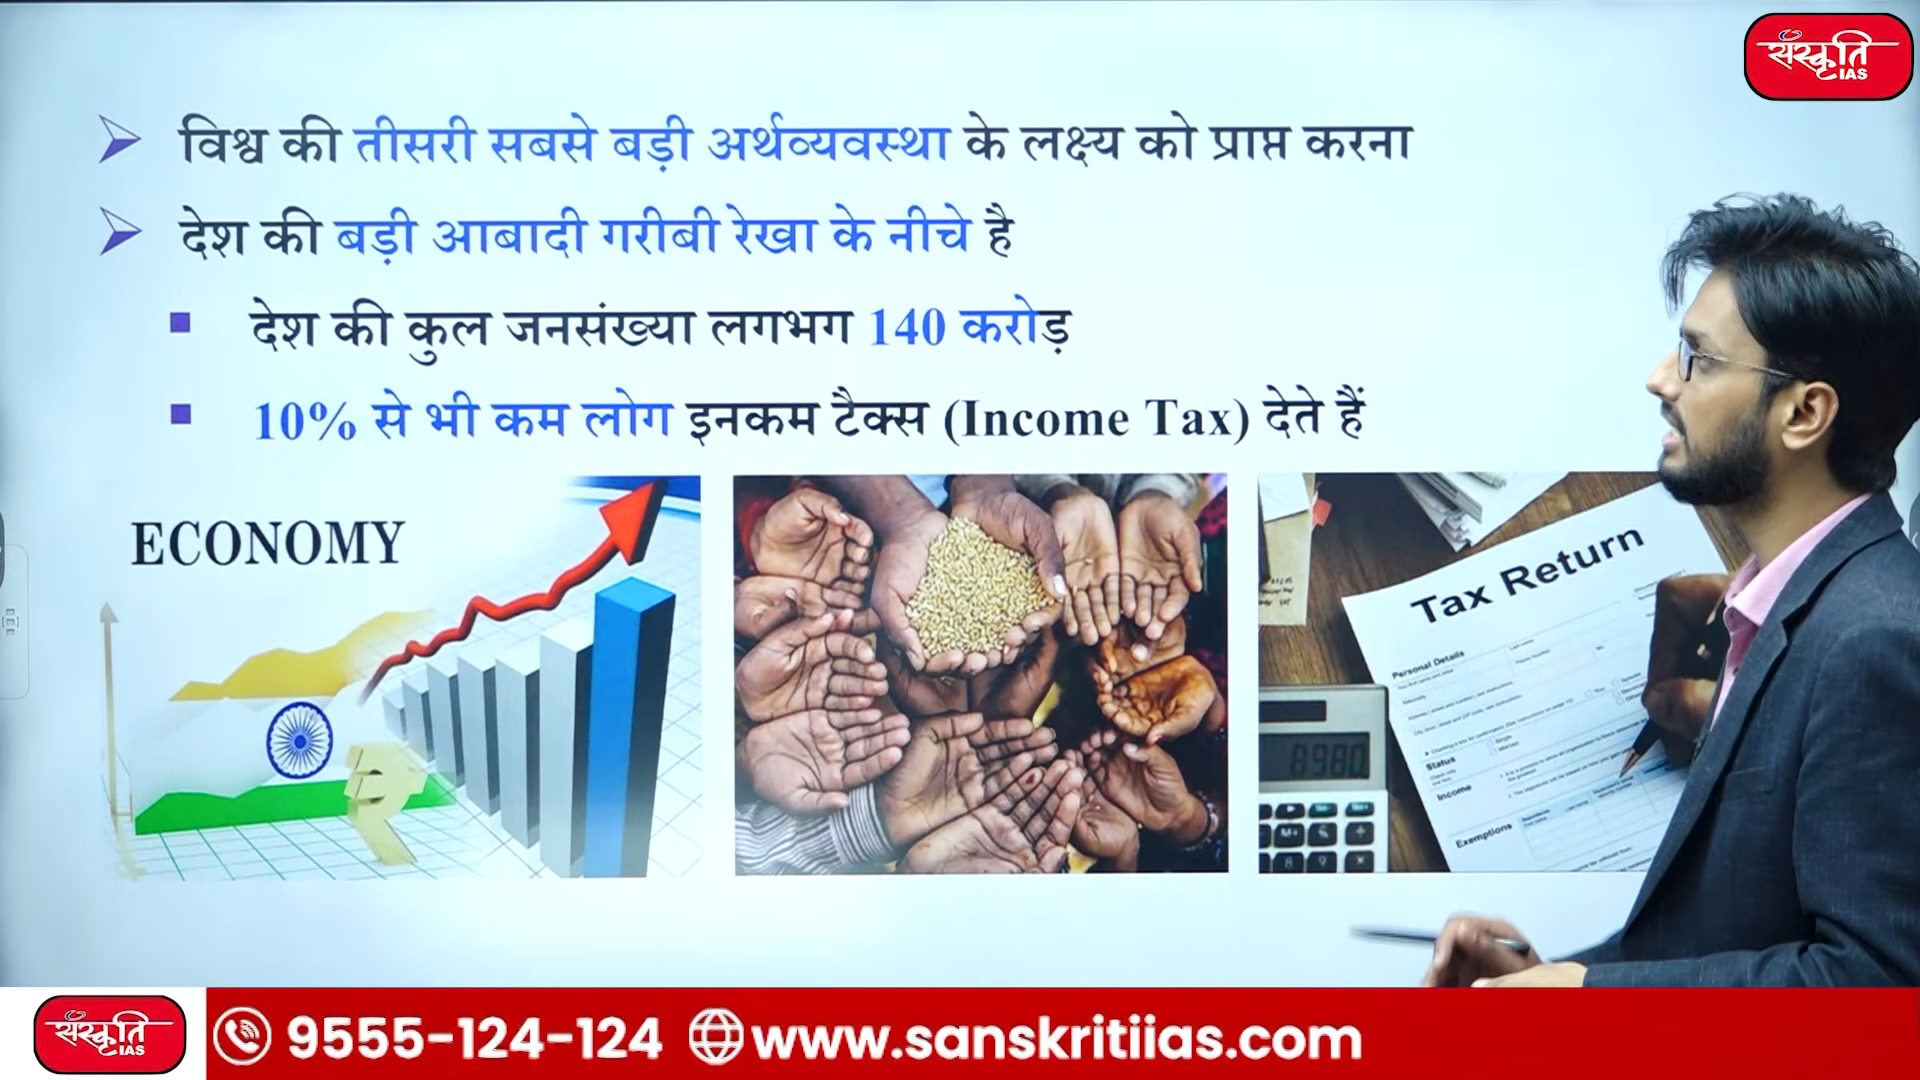 संस्कृति
IAS
विश्व की तीसरी सबसे बड़ी अर्थव्यवस्था के लक्ष्य को प्राप्त करना
देश की बड़ी आबादी गरीबी रेखा के नीचे है
देश की कुल जनसंख्या लगभग 140 करोड़
10% से भी कम लोग इनकम टैक्स (Income Tax) देते हैं
ECONOMY
Tax Return
Personal Details
Status
Income
Exemptions
8980
संस्कृति
IAS
9555-124-124 www.sanskritiias.com